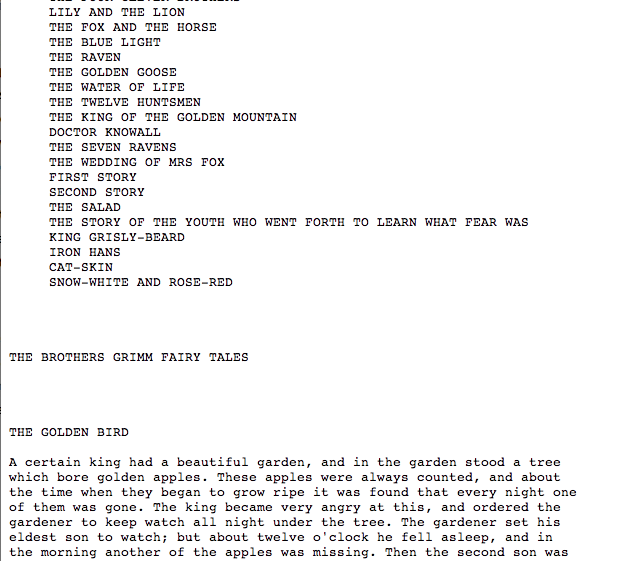 LILY AND THE LION
THE FOX AND THE HORSE
THE BLUE LIGHT
THE RAVEN
THE GOLDEN GOOSE
THE WATER OF LIFE
THE TWELVE HUNTSMEN
THE KING OF THE GOLDEN MOUNTAIN
DOCTOR KNOWALL
THE SEVEN RAVENS
THE WEDDING OF MRS FOX
FIRST STORY
SECOND STORY
THE SALAD
THE STORY OF THE YOUTH WHO WENT FORTH TO LEARN WHAT FEAR WAS
KING GRISLY-BEARD
IRON HANS
CAT-SKIN
SNOW-WHITE AND ROSE-RED
THE BROTHERS GRIMM FAIRY TALES
THE GOLDEN BIRD
A certain king had a beautiful garden, and in the garden stood a tree
which bore golden apples. These apples were always counted, and about
the time when they began to grow ripe it was found that every night one
of them was gone. The king became very angry at this, and ordered the
gardener to keep watch all night under the tree. The gardener set his
eldest son to watch; but about twelve o'clock he fell asleep, and in
the morning another of the apples was missing. Then the second son was